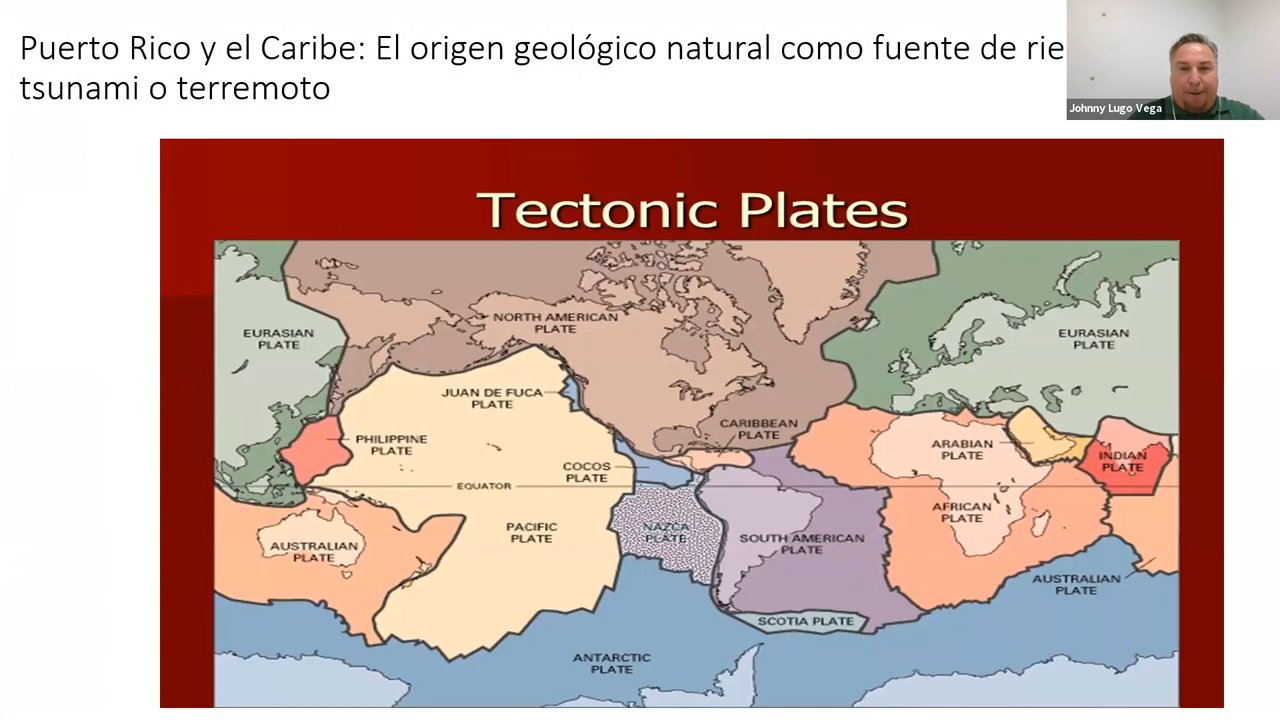 Puerto Rico y el Caribe: El origen geológico natural como fuente de rie
tsunami o terremoto
Johnny Lugo Vega
Tectonic Plates
EURASIAN
PLATE
NORTH AMERICAN
PLATE
EURASIAN
PLATE
JUAN DE FUCA
PLATE
CARIBBEAN
PLATE
PHILIPPINE
PLATE
ARABIAN
PLATE
INDIAN
PLATE
COCOS
PLATE
EQUATOR
AFRICAN
PLATE
PACIFIC
PLATE
NAZCA
PLATE
SOUTH AMERICAN
PLATE
AUSTRALIAN
PLATE
AUSTRALIAN
PLATE
SCOTIA PLATE
ANTARCTIC
PLATE